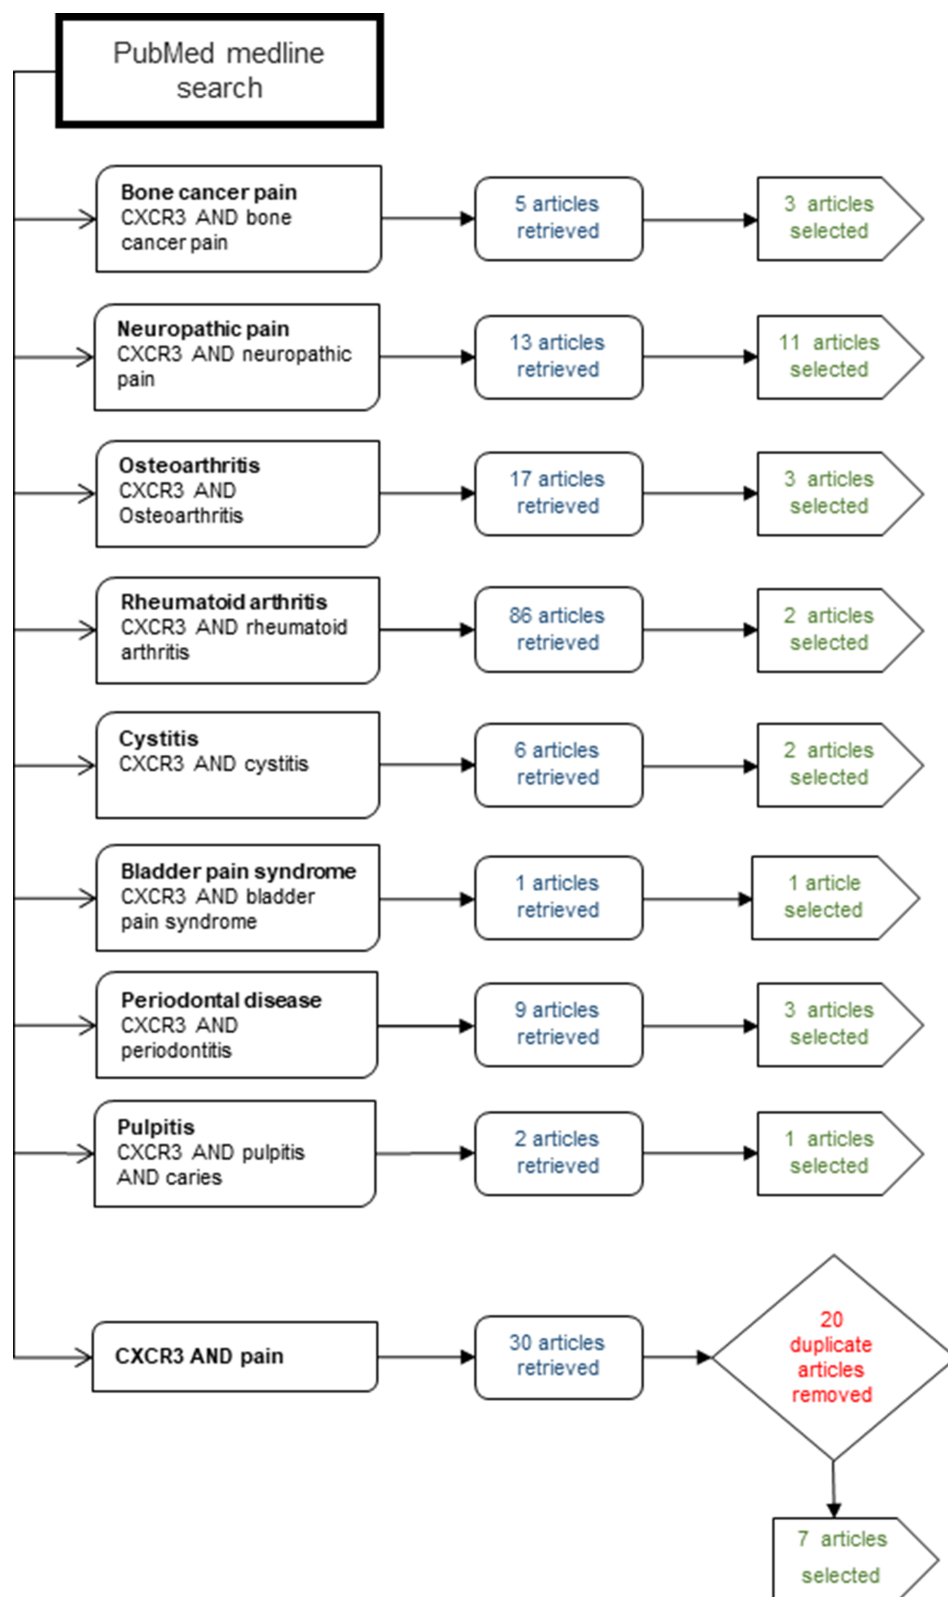 PubMed medline
search
Bone cancer pain
CXCR3 AND bone
cancer pain
5 articles
retrieved
3 articles
selected
Neuropathic pain
CXCR3 AND neuropathic
pain
13 articles
retrieved
11 articles
selected
Osteoarthritis
CXCR3 AND
Osteoarthritis
17 articles
retrieved
3 articles
selected
Rheumatoid arthritis
CXCR3 AND rheumatoid
arthritis
86 articles
retrieved
2 articles
selected
Cystitis
CXCR3 AND cystitis
6 articles
retrieved
2 articles
selected
Bladder pain syndrome
CXCR3 AND bladder
pain syndrome
1 articles
retrieved
1 article
selected
Periodontal disease
CXCR3 AND
periodontitis
9 articles
retrieved
3 articles
selected
Pulpitis
CXCR3 AND pulpitis
AND caries
2 articles
retrieved
1 articles
selected
CXCR3 AND pain
30 articles
retrieved
20
duplicate
articles
removed
7 articles
selected